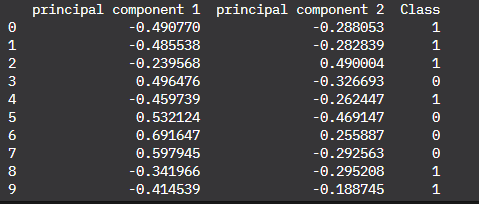 principal component 1 principal component 2 Class
0 -0.490770 -0.288053 1
1 -0.485538 -0.282839 1
2 -0.239568 0.490004 1
3 0.496476 -0.326693 0
4 -0.459739 -0.262447 1
5 0.532124 -0.469147 0
6 0.691647 0.255887 0
7 0.597945 -0.292563 0
8 -0.341966 -0.295208 1
9 -0.414539 -0.188745 1